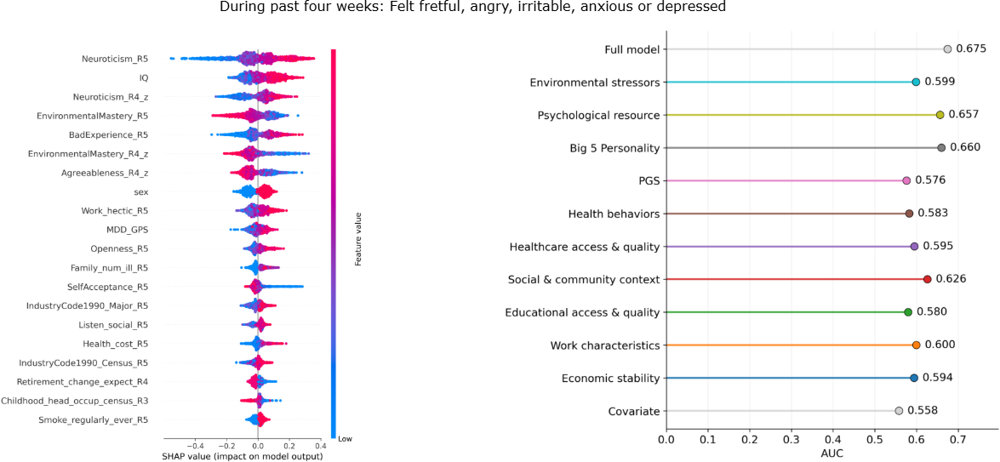 During past four weeks: Felt fretful, angry, irritable, anxious or depressed
Neuroticism_R5
IQ
Neuroticism_R4_z
EnvironmentalMastery_R5
BadExperience_R5
EnvironmentalMastery_R4_z
Agreeableness_R4_z
sex
Work_hectic_R5
MDD_GPS
Openness_R5
Family_num_ill_R5
SelfAcceptance_R5
IndustryCode1990_Major_R5
Listen_social_R5
Health_cost_R5
IndustryCode1990_Census_R5
Retirement_change_expect_R4
Childhood_head_occup_census_R3
Smoke_regularly_ever_R5
−0.4 −0.2 0.0 0.2 0.4
SHAP value (impact on model output)
Low
Feature value
Full model 0.675
Environmental stressors 0.599
Psychological resource 0.657
Big 5 Personality 0.660
PGS 0.576
Health behaviors 0.583
Healthcare access & quality 0.595
Social & community context 0.626
Educational access & quality 0.580
Work characteristics 0.600
Economic stability 0.594
Covariate 0.558
0.0 0.1 0.2 0.3 0.4 0.5 0.6 0.7
AUC